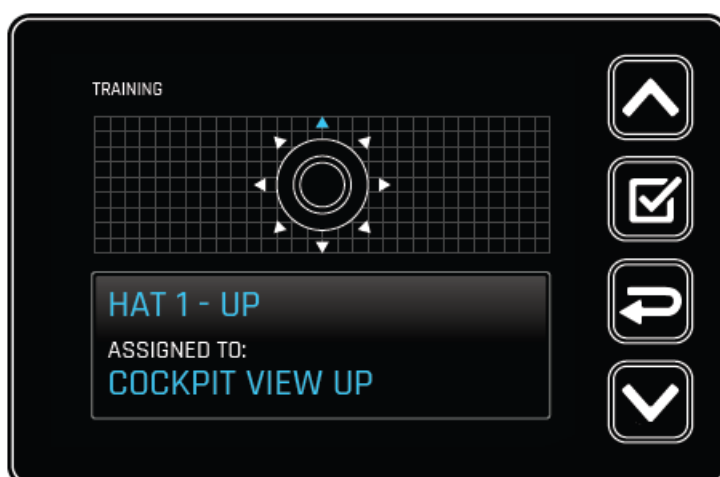 TRAINING
HAT 1 - UP
ASSIGNED TO:
COCKPIT VIEW UP